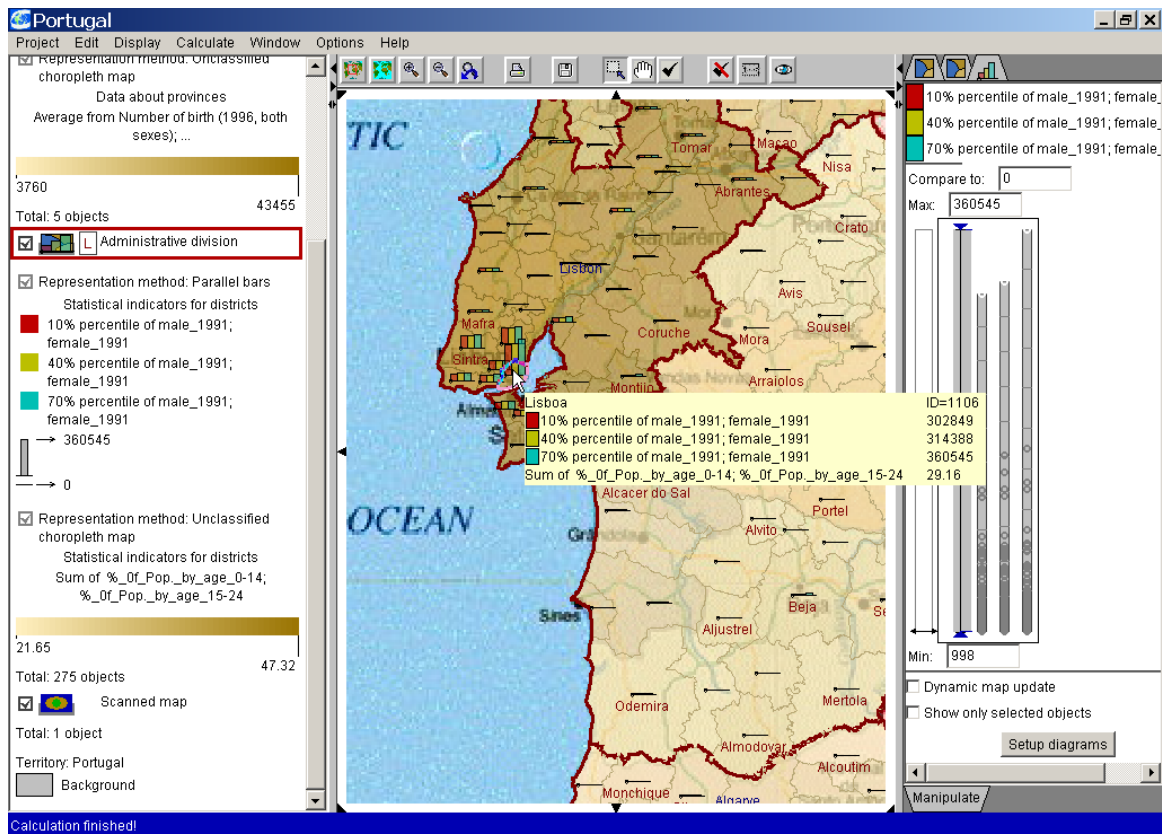 Portugal
Project Edit Display Calculate Window Options Help
Representation method: Unclassified
choropleth map
Data about provinces
Average from Number of birth (1996, both
sexes); ...
3760
43455
Total: 5 objects
L Administrative division
Representation method: Parallel bars
Statistical indicators for districts
10% percentile of male_1991;
female_1991
40% percentile of male_1991;
female_1991
70% percentile of male_1991;
female_1991
360545
0
Representation method: Unclassified
choropleth map
Statistical indicators for districts
Sum of %_0f_Pop._by_age_0-14;
%_0f_Pop._by_age_15-24
21.65
47.32
Total: 275 objects
Scanned map
Total: 1 object
Territory: Portugal
Background
TIC
Tomar
Macao
Nisa
Abrantes
Crato
Santarém
Lisbon
Avis
Mafra
Coruche
Sousel
Mora
Sintra
Arraiolos
Montijo
Lisboa ID=1106
10% percentile of male_1991; female_1991 302849
40% percentile of male_1991; female_1991 314388
70% percentile of male_1991; female_1991 360545
Sum of %_0f_Pop._by_age_0-14; %_0f_Pop._by_age_15-24 29.16
Alcacer do Sal
Portel
OCEAN
Alvito
Sines
Beja
Aljustrel
Odemira
Mertola
Almodovar
Alcoutim
Monchique
Algarve
10% percentile of male_1991; female_
40% percentile of male_1991; female_
70% percentile of male_1991; female_
Compare to: 0
Max: 360545
Min: 998
Dynamic map update
Show only selected objects
Setup diagrams
Manipulate
Calculation finished!